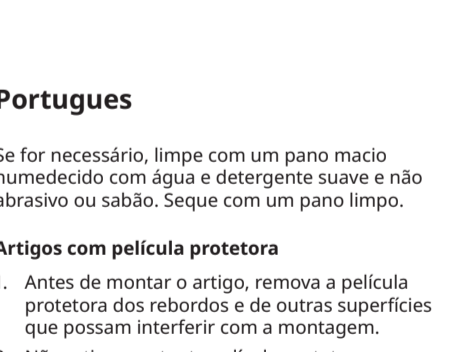 Portugues
Se for necessário, limpe com um pano macio
humedecido com água e detergente suave e não
abrasivo ou sabão. Seque com um pano limpo.
Artigos com película protetora
1. Antes de montar o artigo, remova a película
protetora dos rebordos e de outras superfícies
que possam interferir com a montagem.